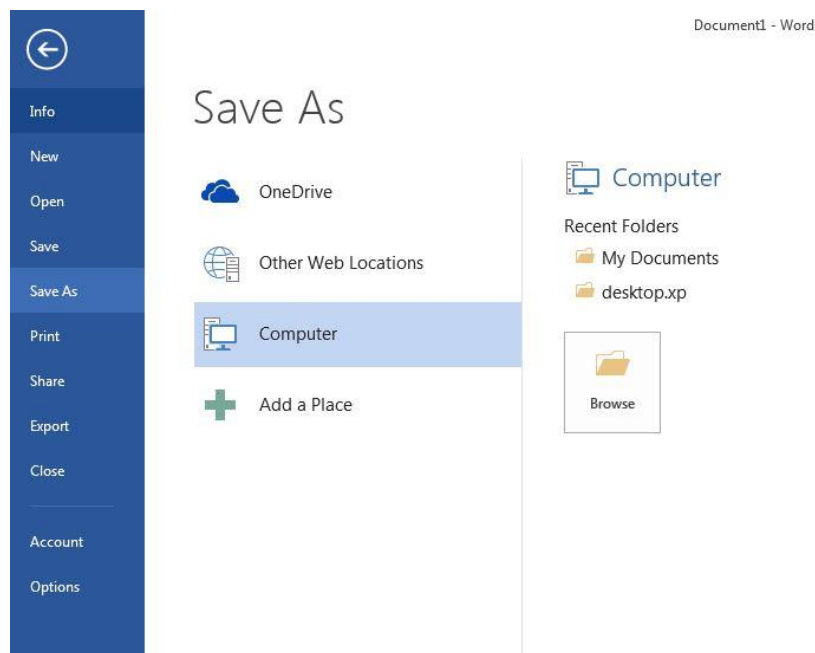 Document1 - Word
Info
New
Open
Save
Save As
Print
Share
Export
Close
Account
Options
Save As
OneDrive
Other Web Locations
Computer
Add a Place
Computer
Recent Folders
My Documents
desktop.xp
Browse